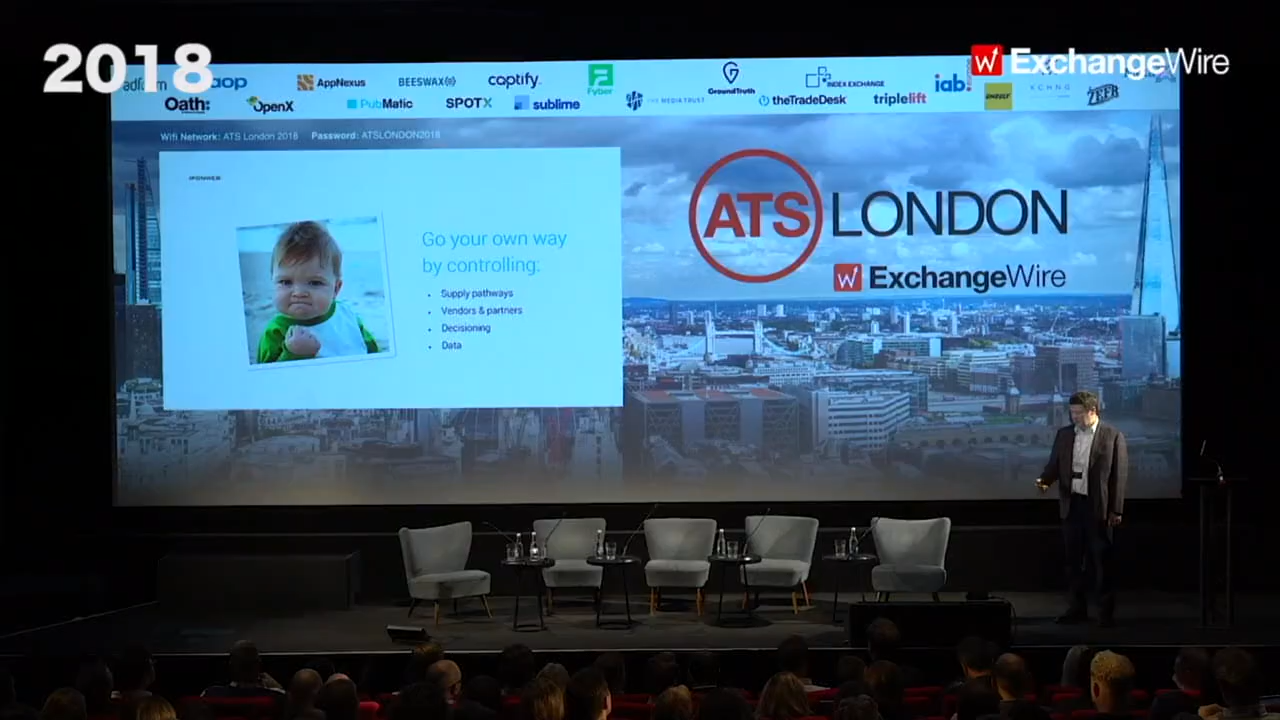 2018
ExchangeWire
aop
AppNexus
BEESWAX
captify
Fyber
GroundTruth
INDEX EXCHANGE
iab.
Oath:
OpenX
PubMatic
SPOTX
sublime
THE MEDIA TRUST
theTradeDesk
triplelift
KCHNG
ZEFR
Wifi Network: ATS London 2018 Password: ATSLONDON2018
IPONWEB
Go your own way
by controlling:
• Supply pathways
• Vendors & partners
• Decisioning
• Data
ATS LONDON
ExchangeWire